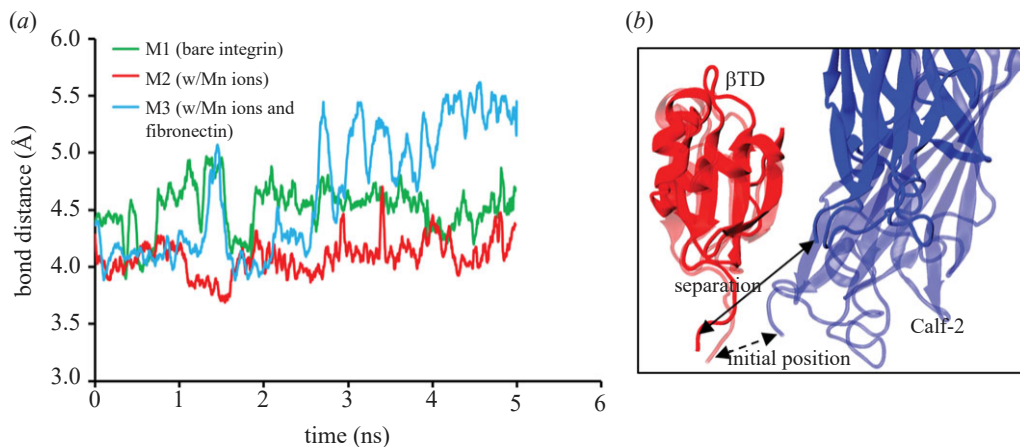 (a)
6.0
5.5
5.0
4.5
4.0
3.5
3.0
bond distance (Å)
M1 (bare integrin)
M2 (w/Mn ions)
M3 (w/Mn ions and
fibronectin)
0 1 2 3 4 5 6
time (ns)
(b)
βTD
separation
initial position
Calf-2